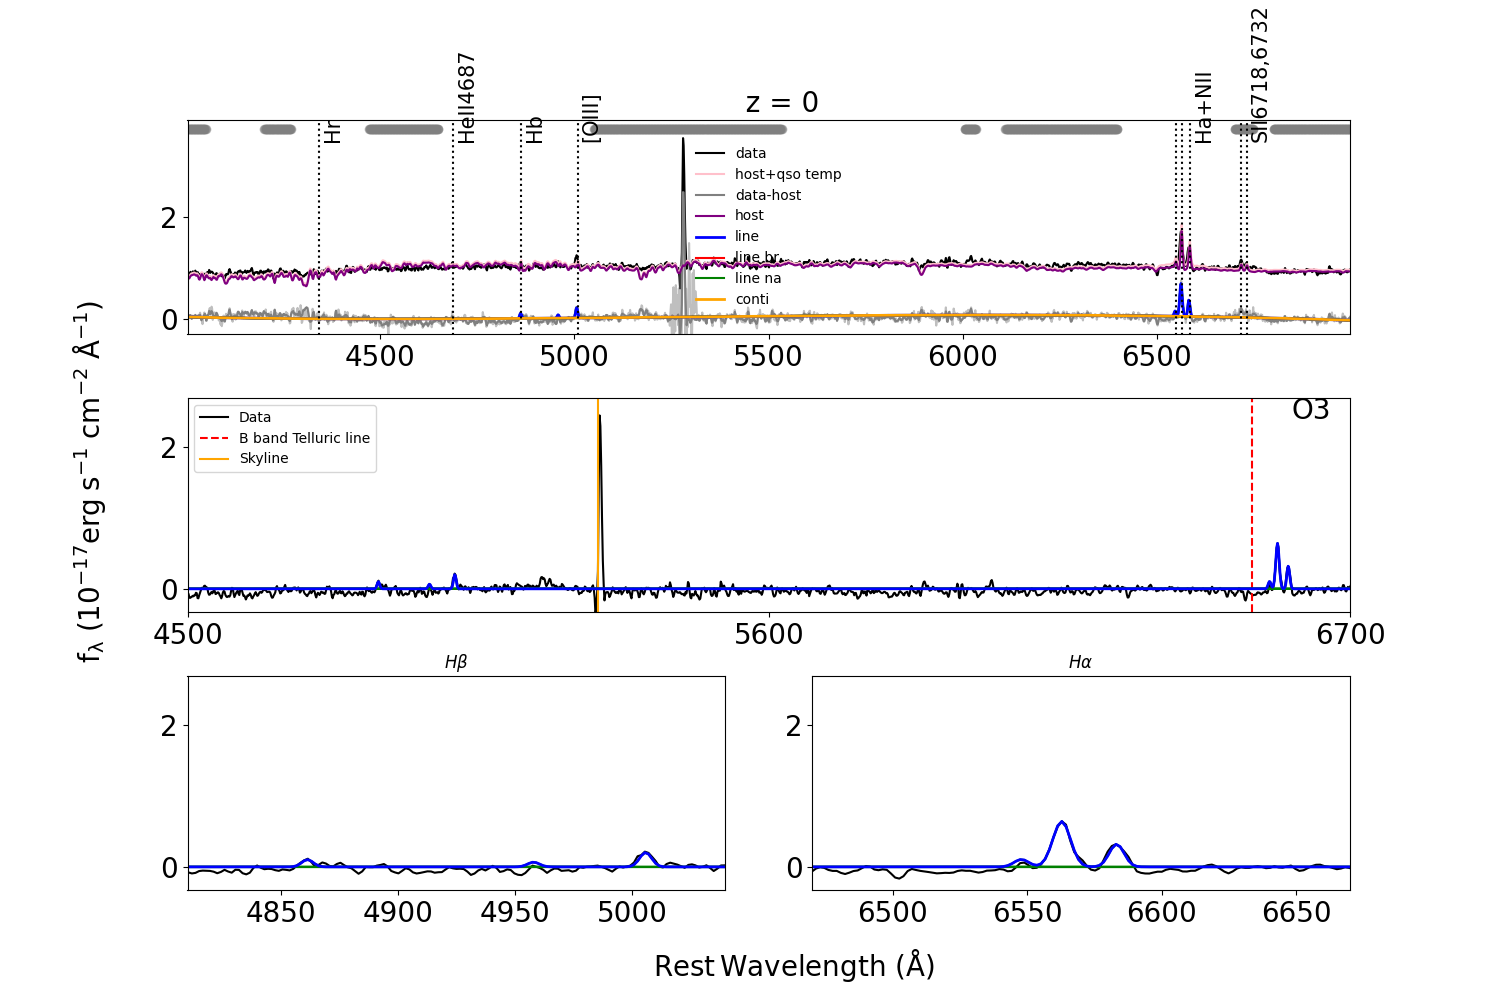 z = 0
Hr
HeII4687
Hb
[OIII]
Ha+NII
SII6718,6732
data
host+qso temp
data-host
host
line
line br
line na
conti
2
0
4500 5000 5500 6000 6500
fλ (10⁻¹⁷erg s⁻¹ cm⁻² Å⁻¹)
O3
Data
B band Telluric line
Skyline
2
0
4500 5600 6700
Hβ
2
0
4850 4900 4950 5000
Hα
2
0
6500 6550 6600 6650
Rest Wavelength (Å)